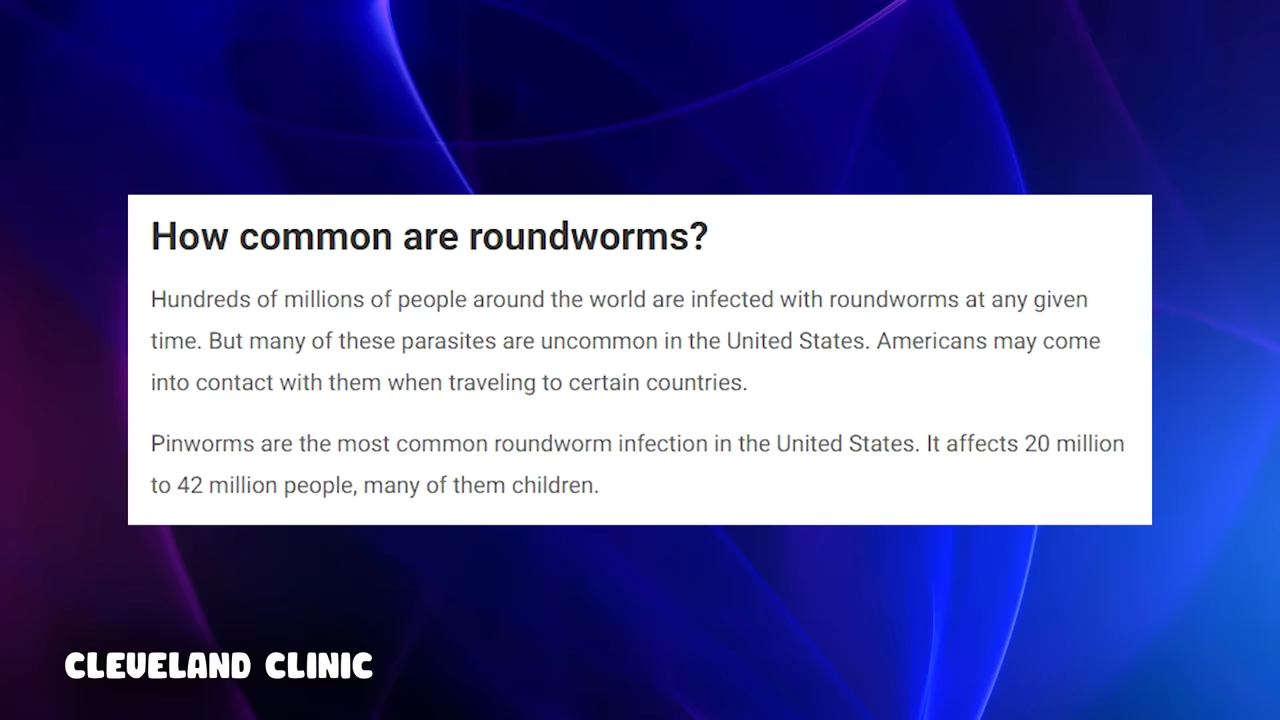 How common are roundworms?
Hundreds of millions of people around the world are infected with roundworms at any given
time. But many of these parasites are uncommon in the United States. Americans may come
into contact with them when traveling to certain countries.
Pinworms are the most common roundworm infection in the United States. It affects 20 million
to 42 million people, many of them children.
CLEVELAND CLINIC